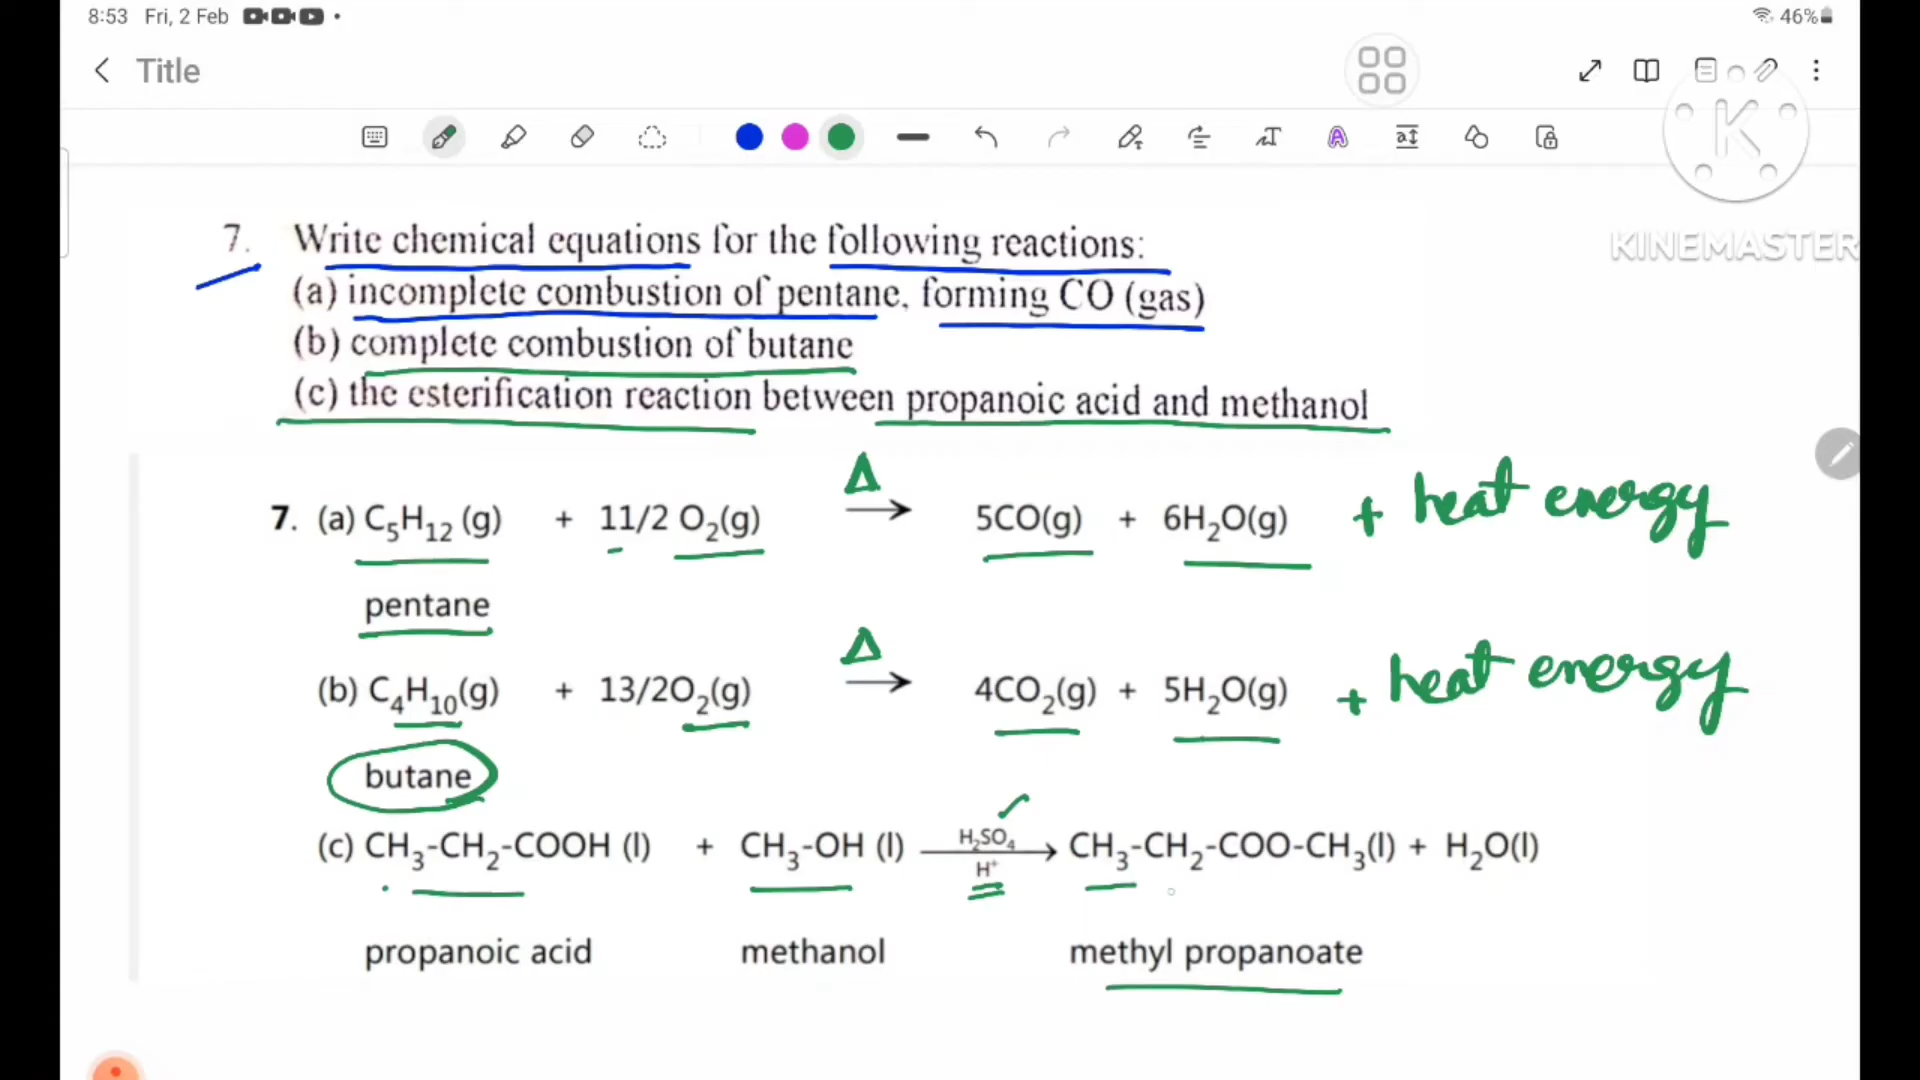 8:53 Fri, 2 Feb 46%
Title
K
KINEMASTER
7. Write chemical equations for the following reactions:
(a) incomplete combustion of pentane, forming CO (gas)
(b) complete combustion of butane
(c) the esterification reaction between propanoic acid and methanol
7. (a) C₅H₁₂ (g) + 11/2 O₂(g) Δ → 5CO(g) + 6H₂O(g) + heat energy
pentane
(b) C₄H₁₀(g) + 13/2O₂(g) Δ → 4CO₂(g) + 5H₂O(g) + heat energy
butane
(c) CH₃-CH₂-COOH (l) + CH₃-OH (l) H₂SO₄ → H⁺ CH₃-CH₂-COO-CH₃(l) + H₂O(l)
propanoic acid methanol methyl propanoate